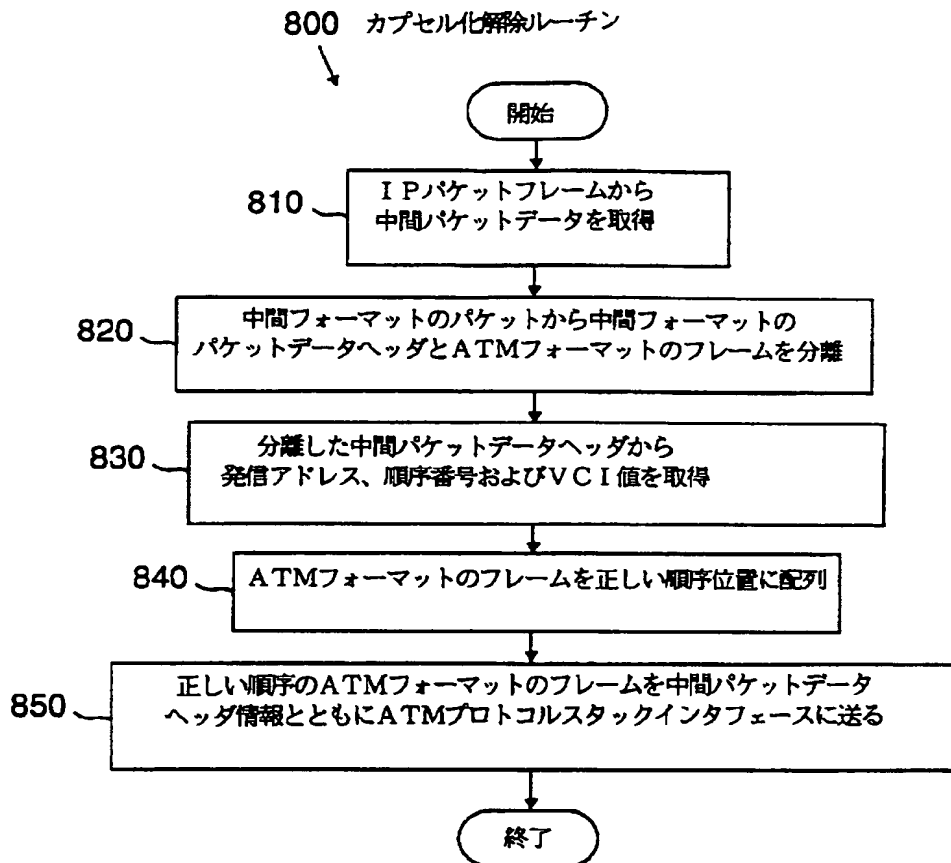 800 カプセル化解除ルーチン
開始
810
IPパケットフレームから
中間パケットデータを取得
820
中間フォーマットのパケットから中間フォーマットの
パケットデータヘッダとATMフォーマットのフレームを分離
830
分離した中間パケットデータヘッダから
発信アドレス、順序番号およびVCI値を取得
840
ATMフォーマットのフレームを正しい順序位置に配列
850
正しい順序のATMフォーマットのフレームを中間パケットデータ
ヘッダ情報とともにATMプロトコルスタックインタフェースに送る
終了